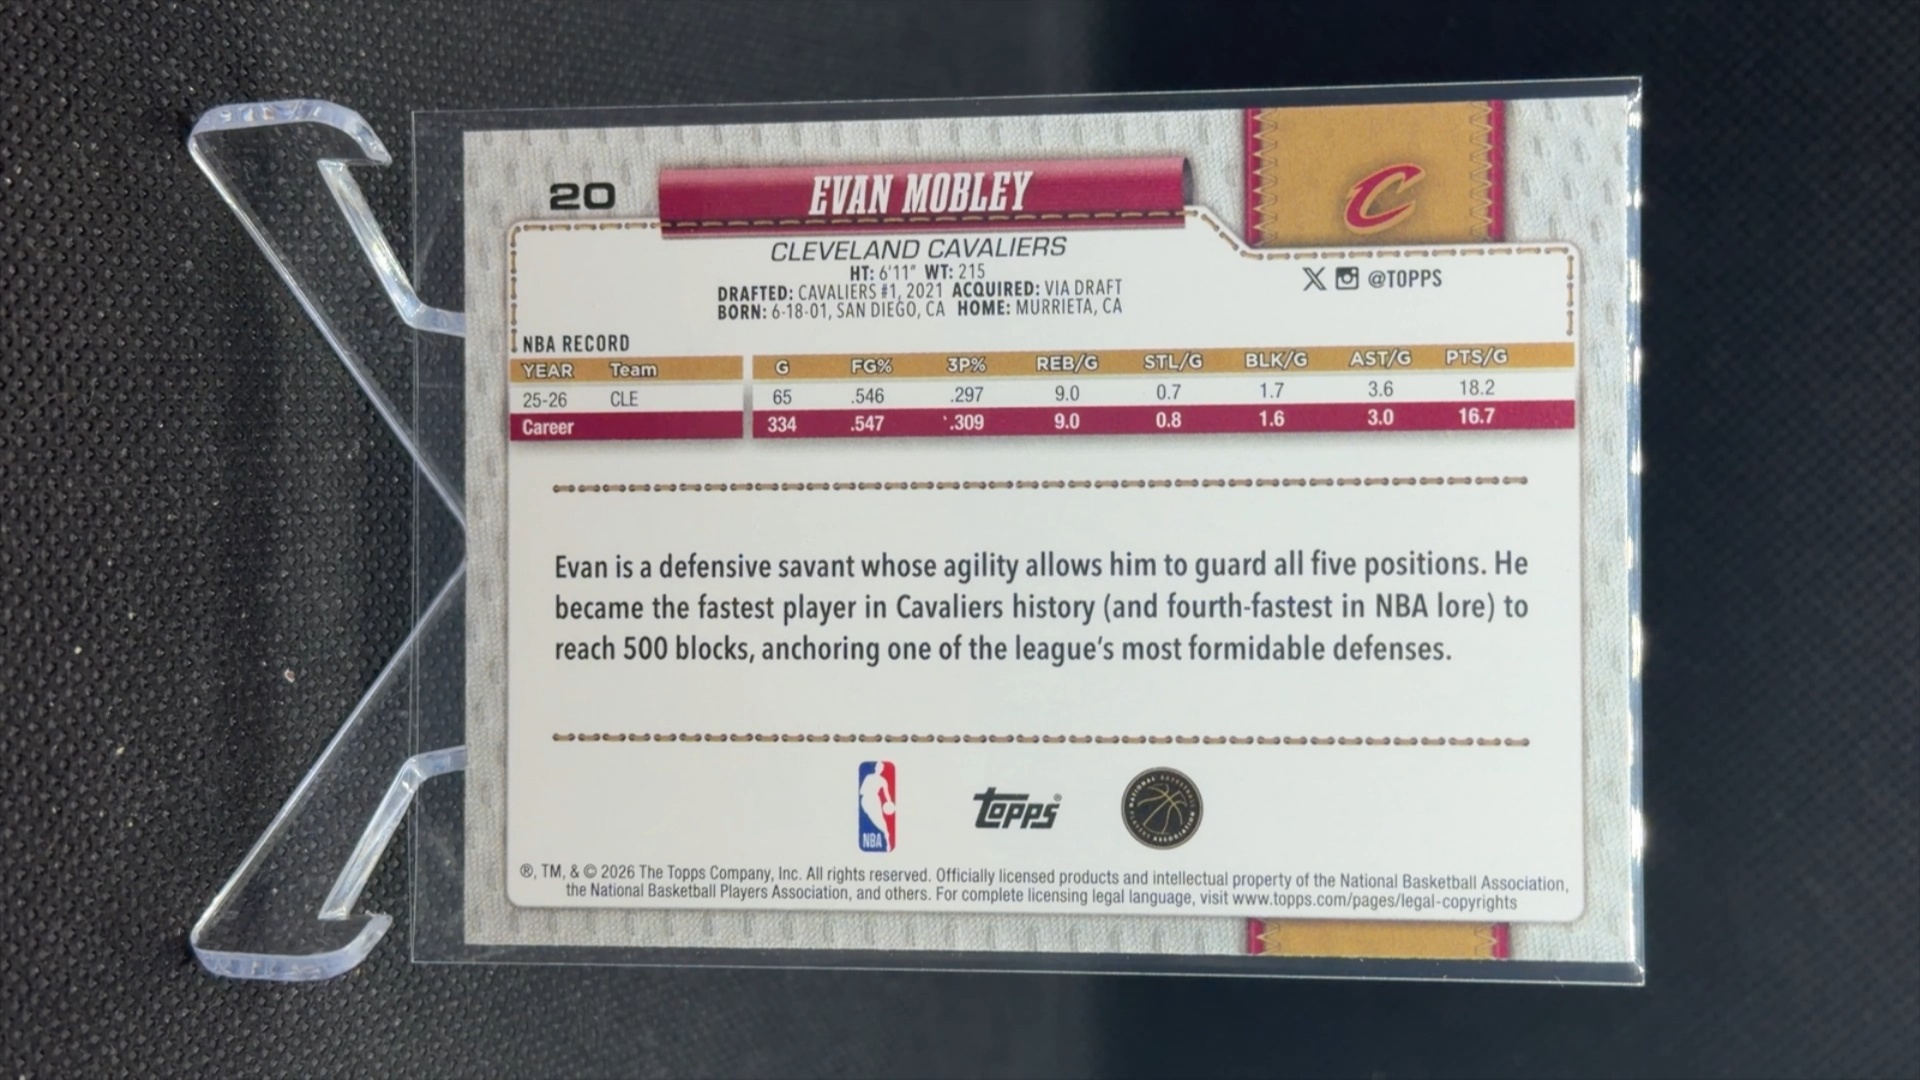 20
EVAN MOBLEY
C
CLEVELAND CAVALIERS
HT: 6'11" WT: 215
DRAFTED: CAVALIERS #1, 2021 ACQUIRED: VIA DRAFT
BORN: 6-18-01, SAN DIEGO, CA HOME: MURRIETA, CA
X @TOPPS
NBA RECORD
YEAR Team G FG% 3P% REB/G STL/G BLK/G AST/G PTS/G
25-26 CLE 65 .546 .297 9.0 0.7 1.7 3.6 18.2
Career 334 .547 .309 9.0 0.8 1.6 3.0 16.7
Evan is a defensive savant whose agility allows him to guard all five positions. He
became the fastest player in Cavaliers history (and fourth-fastest in NBA lore) to
reach 500 blocks, anchoring one of the league's most formidable defenses.
NBA
Topps®
NATIONAL BASKETBALL PLAYERS ASSOCIATION
®, TM, & © 2026 The Topps Company, Inc. All rights reserved. Officially licensed products and intellectual property of the National Basketball Association,
the National Basketball Players Association, and others. For complete licensing legal language, visit www.topps.com/pages/legal-copyrights